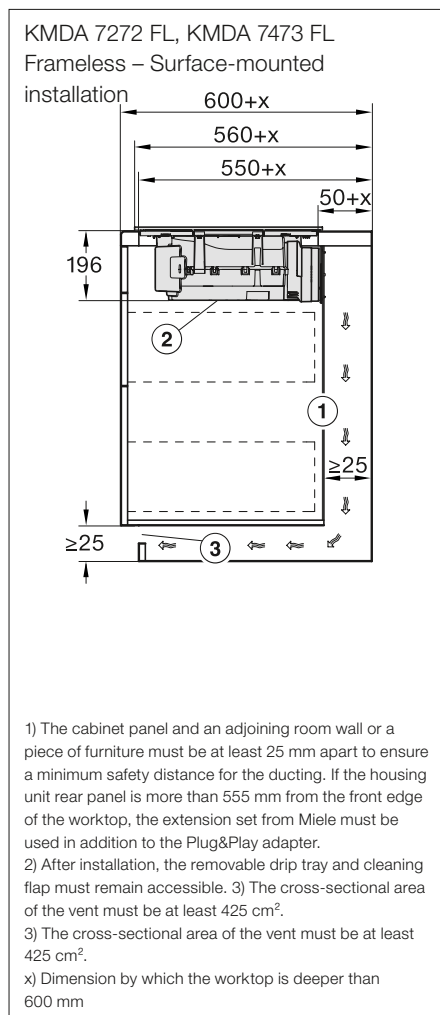 KMDA 7272 FL, KMDA 7473 FL
Frameless – Surface-mounted
installation
600+x
560+x
550+x
50+x
196
2
1
≥25
≥25
3
1) The cabinet panel and an adjoining room wall or a
piece of furniture must be at least 25 mm apart to ensure
a minimum safety distance for the ducting. If the housing
unit rear panel is more than 555 mm from the front edge
of the worktop, the extension set from Miele must be
used in addition to the Plug&Play adapter.
2) After installation, the removable drip tray and cleaning
flap must remain accessible. 3) The cross-sectional area
of the vent must be at least 425 cm².
3) The cross-sectional area of the vent must be at least
425 cm².
x) Dimension by which the worktop is deeper than
600 mm